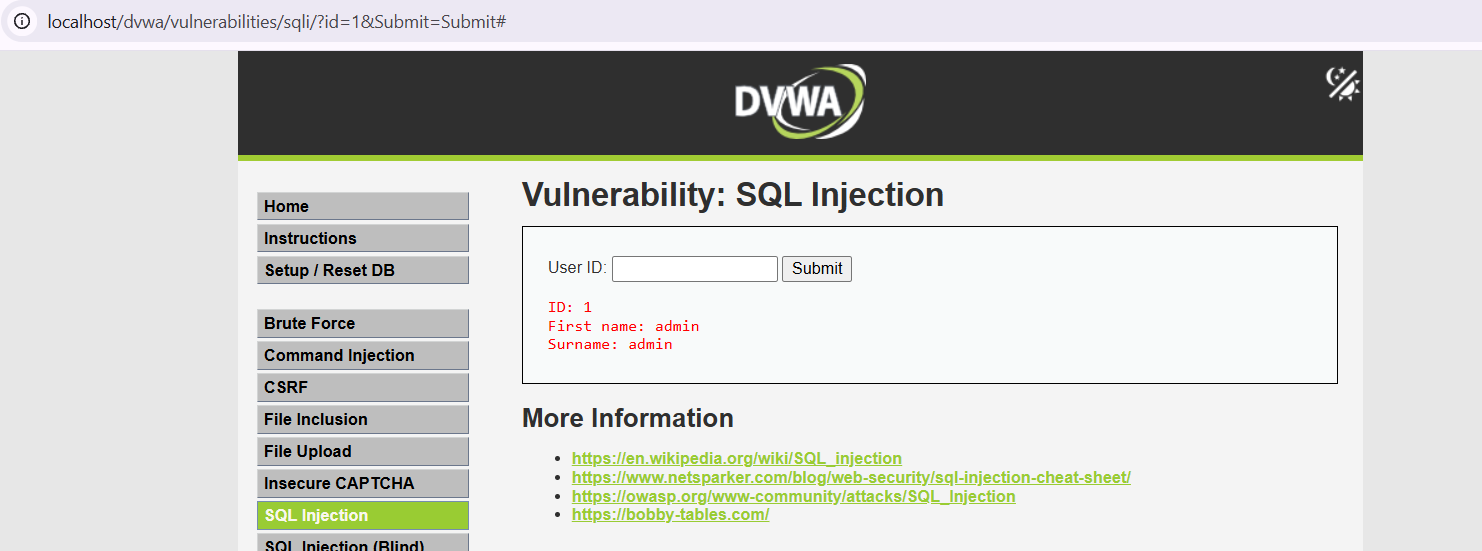 localhost/dvwa/vulnerabilities/sqli/?id=1&Submit=Submit#
DVWA
Home
Instructions
Setup / Reset DB
Brute Force
Command Injection
CSRF
File Inclusion
File Upload
Insecure CAPTCHA
SQL Injection
SQL Injection (Blind)
Vulnerability: SQL Injection
User ID: Submit
ID: 1
First name: admin
Surname: admin
More Information
https://en.wikipedia.org/wiki/SQL_injection
https://www.netsparker.com/blog/web-security/sql-injection-cheat-sheet/
https://owasp.org/www-community/attacks/SQL_Injection
https://bobby-tables.com/